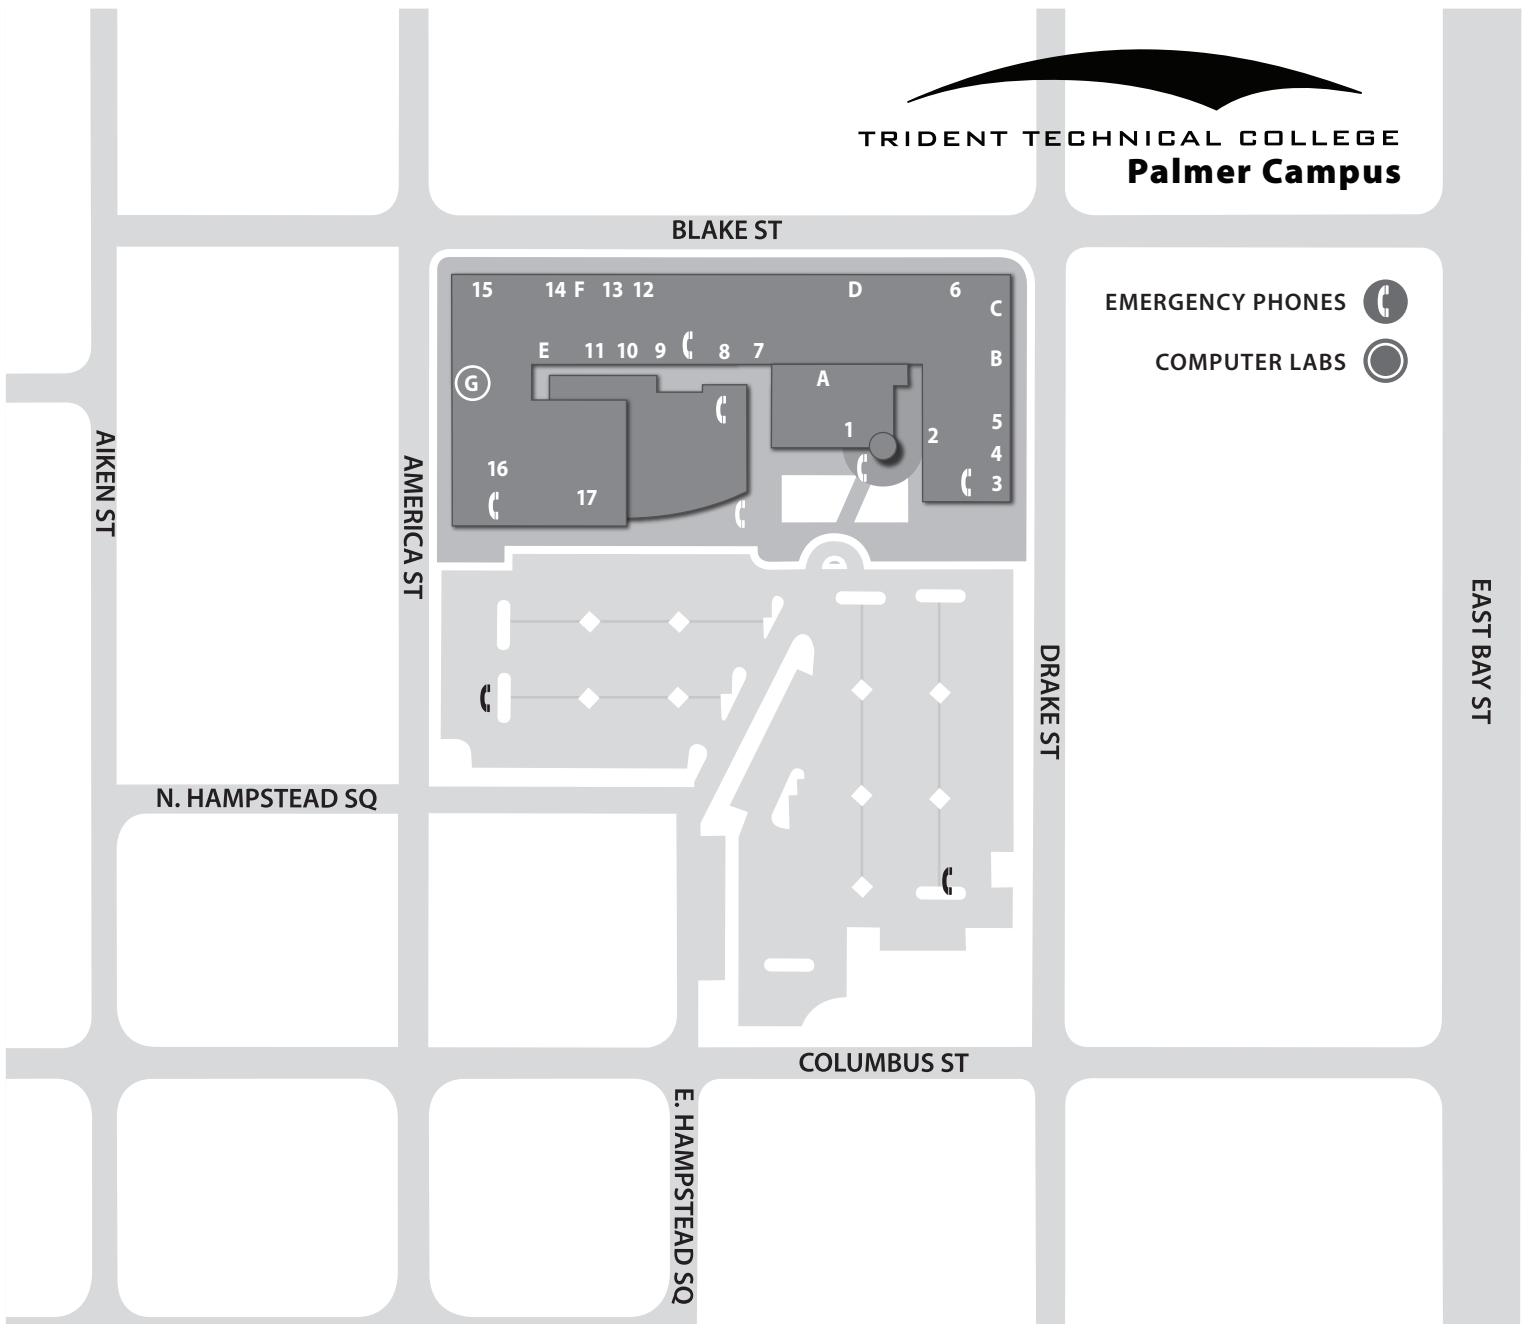 TRIDENT TECHNICAL COLLEGE
Palmer Campus
BLAKE ST
EMERGENCY PHONES
COMPUTER LABS
15 14 F 13 12 D 6
C
E 11 10 9 8 7 B
G A
1 2 5
4
16 3
17
AIKEN ST
AMERICA ST
DRAKE ST
EAST BAY ST
N. HAMPSTEAD SQ
COLUMBUS ST
E. HAMPSTEAD SQ